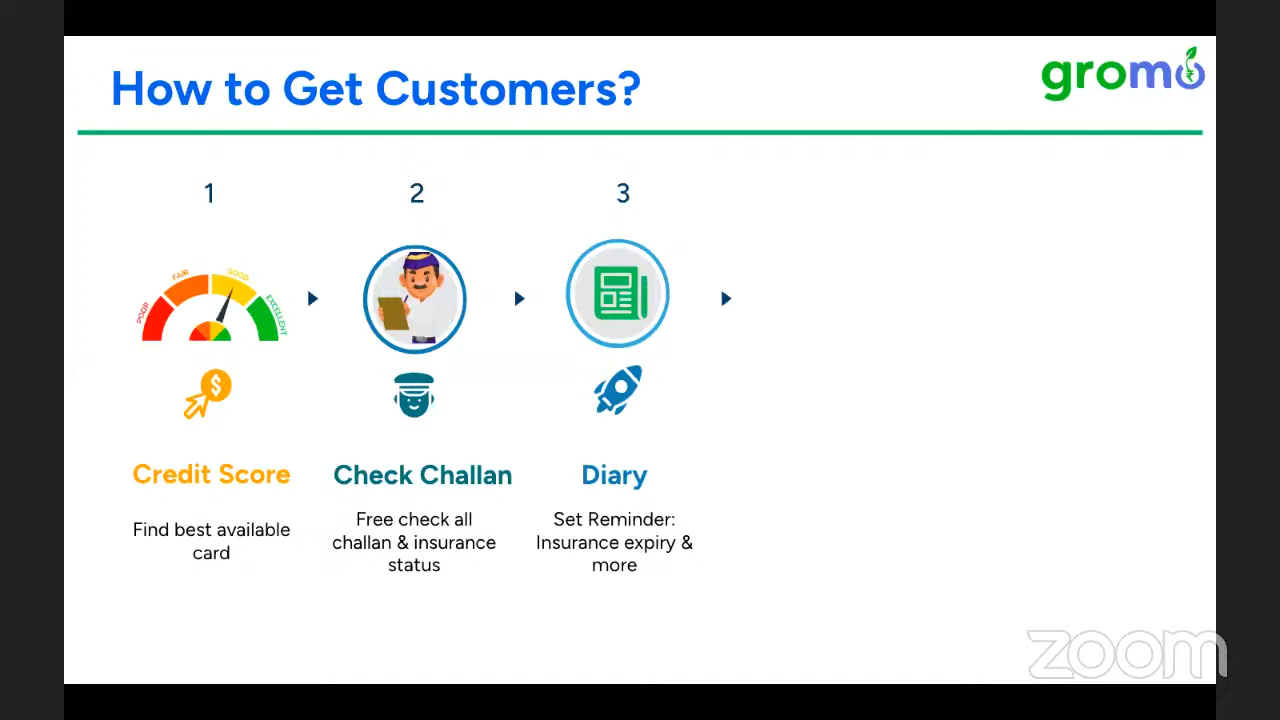 How to Get Customers?
gromo
1
2
3
POOP
FAIR
GOOD
EXCELLENT
$
Credit Score
Find best available
card
Check Challan
Free check all
challan & insurance
status
Diary
Set Reminder:
Insurance expiry &
more
zoom